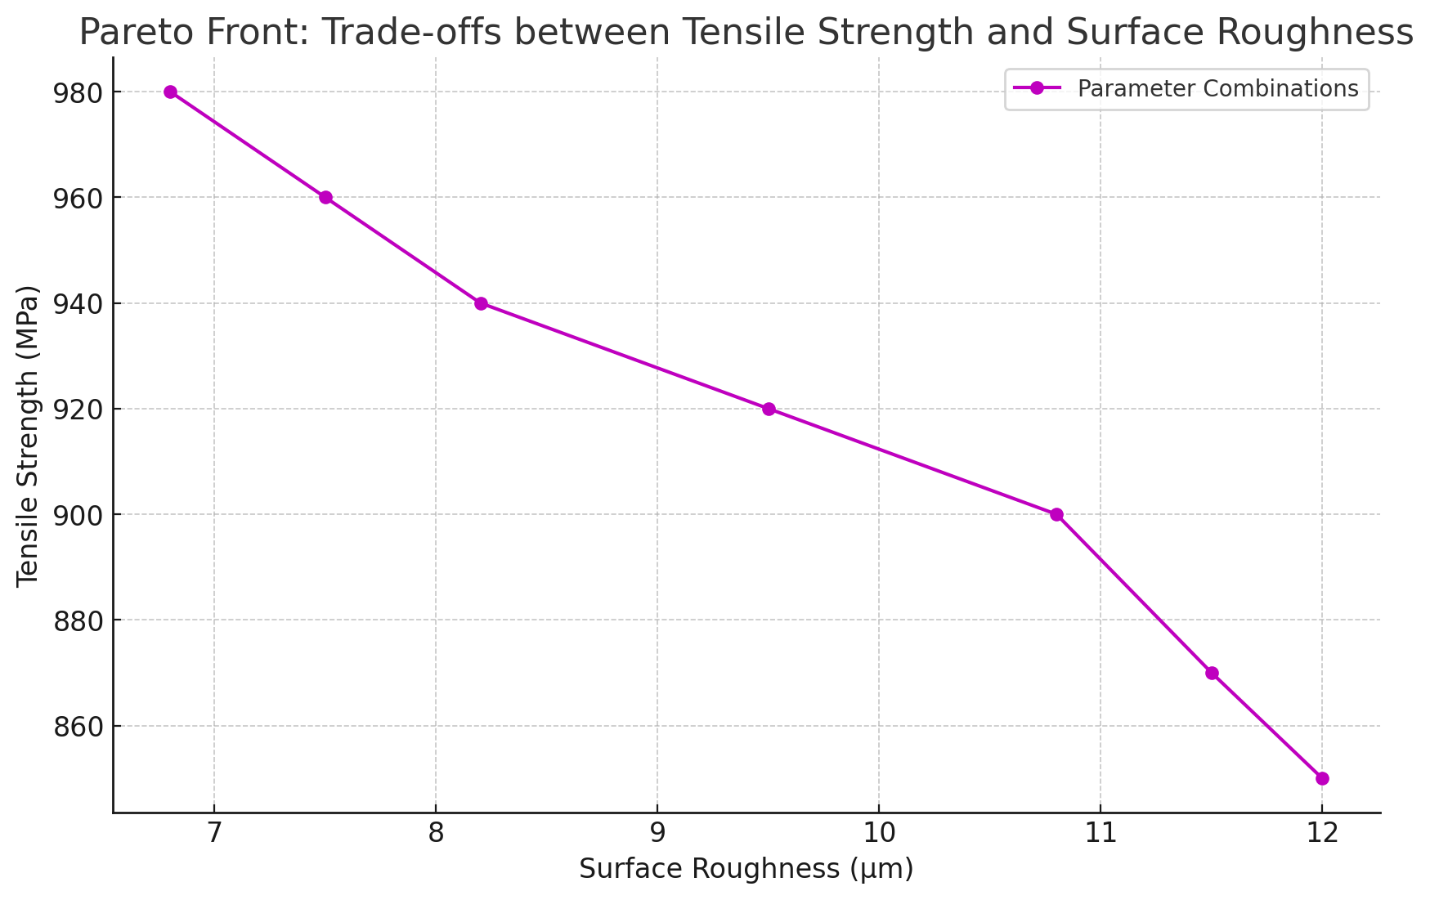 Pareto Front: Trade-offs between Tensile Strength and Surface Roughness
Parameter Combinations
Tensile Strength (MPa)
980
960
940
920
900
880
860
7 8 9 10 11 12
Surface Roughness (μm)